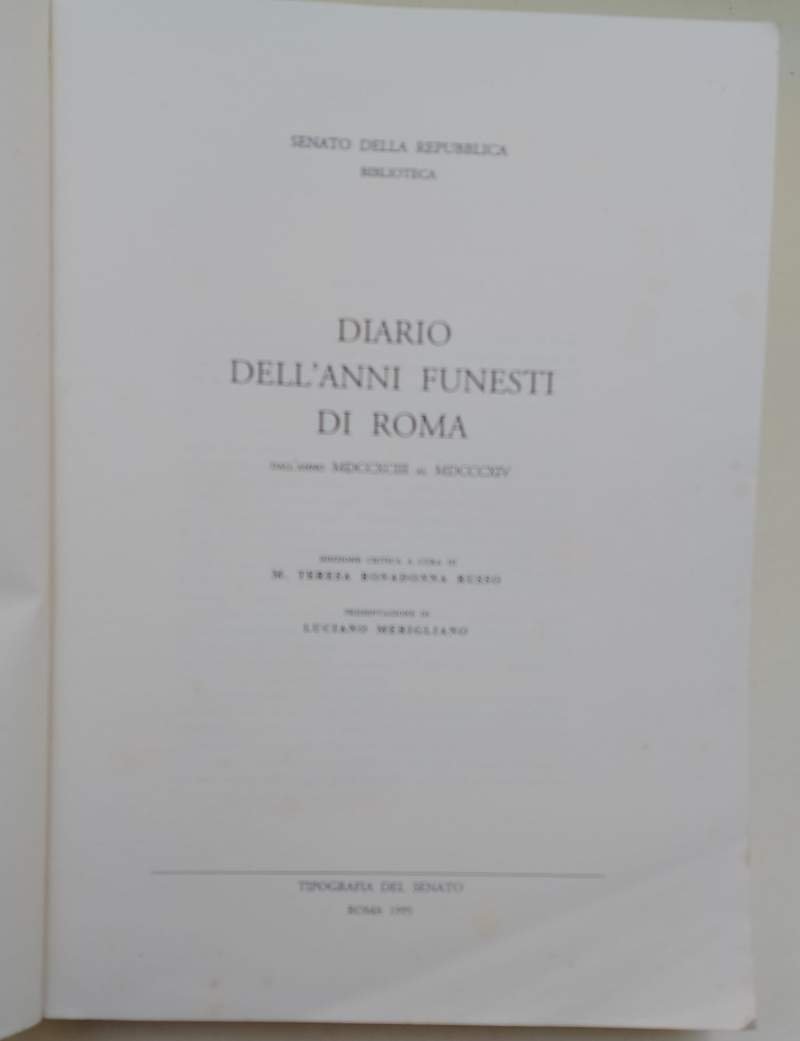 SENATO DELLA REPUBBLICA
BIBLIOTECA
DIARIO
DELL'ANNI FUNESTI
DI ROMA
DALL'ANNO MDCCXCIII AL MDCCCXIV
EDIZIONE CRITICA A CURA DI
M. TERESA BONADONNA RUSSO
PRESENTAZIONE DI
LUCIANO MERIGLIANO
TIPOGRAFIA DEL SENATO
ROMA 1995